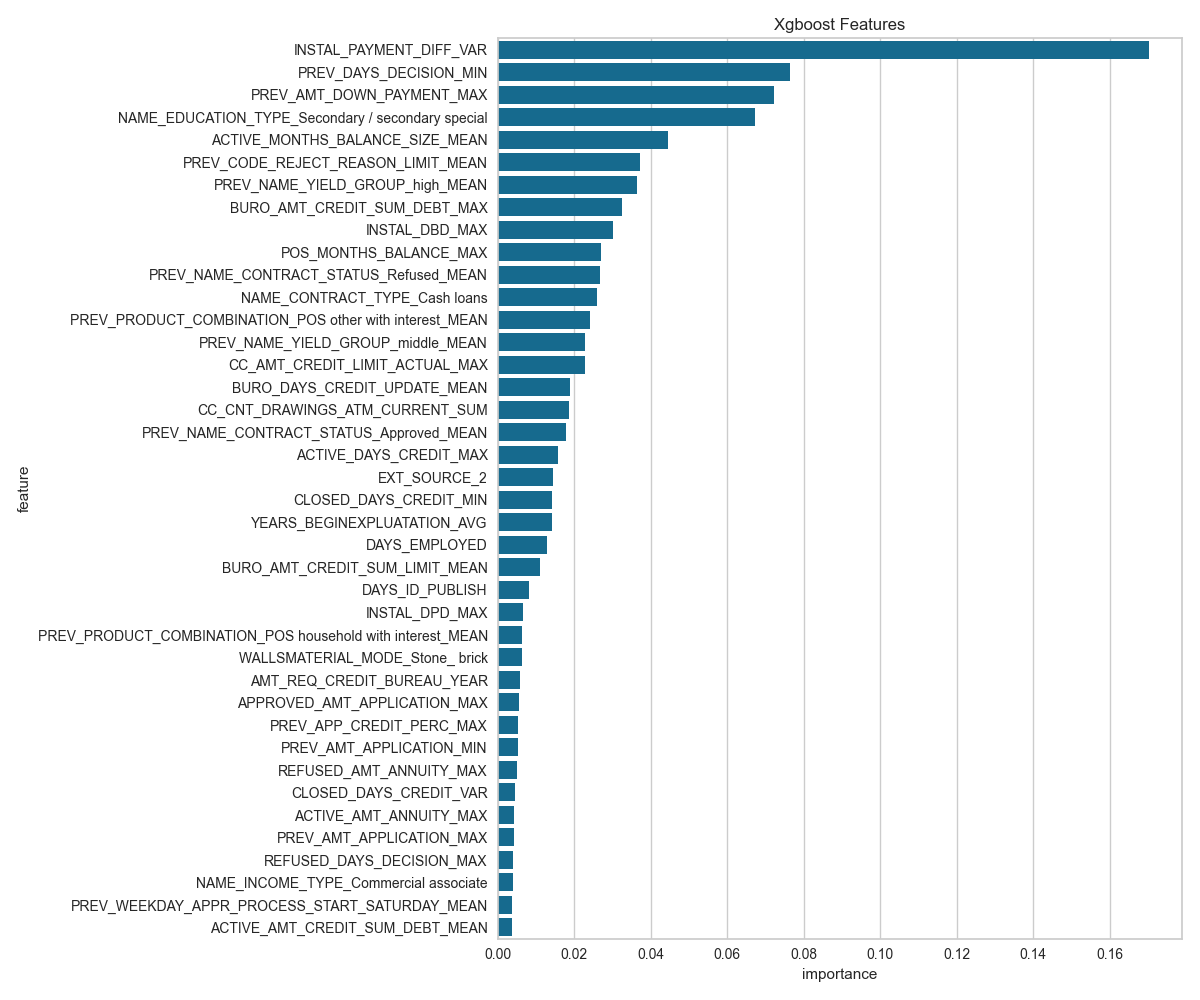 Xgboost Features
INSTAL_PAYMENT_DIFF_VAR
PREV_DAYS_DECISION_MIN
PREV_AMT_DOWN_PAYMENT_MAX
NAME_EDUCATION_TYPE_Secondary / secondary special
ACTIVE_MONTHS_BALANCE_SIZE_MEAN
PREV_CODE_REJECT_REASON_LIMIT_MEAN
PREV_NAME_YIELD_GROUP_high_MEAN
BURO_AMT_CREDIT_SUM_DEBT_MAX
INSTAL_DBD_MAX
POS_MONTHS_BALANCE_MAX
PREV_NAME_CONTRACT_STATUS_Refused_MEAN
NAME_CONTRACT_TYPE_Cash loans
PREV_PRODUCT_COMBINATION_POS other with interest_MEAN
PREV_NAME_YIELD_GROUP_middle_MEAN
CC_AMT_CREDIT_LIMIT_ACTUAL_MAX
BURO_DAYS_CREDIT_UPDATE_MEAN
CC_CNT_DRAWINGS_ATM_CURRENT_SUM
PREV_NAME_CONTRACT_STATUS_Approved_MEAN
ACTIVE_DAYS_CREDIT_MAX
EXT_SOURCE_2
CLOSED_DAYS_CREDIT_MIN
YEARS_BEGINEXPLUATATION_AVG
DAYS_EMPLOYED
BURO_AMT_CREDIT_SUM_LIMIT_MEAN
DAYS_ID_PUBLISH
INSTAL_DPD_MAX
PREV_PRODUCT_COMBINATION_POS household with interest_MEAN
WALLSMATERIAL_MODE_Stone_ brick
AMT_REQ_CREDIT_BUREAU_YEAR
APPROVED_AMT_APPLICATION_MAX
PREV_APP_CREDIT_PERC_MAX
PREV_AMT_APPLICATION_MIN
REFUSED_AMT_ANNUITY_MAX
CLOSED_DAYS_CREDIT_VAR
ACTIVE_AMT_ANNUITY_MAX
PREV_AMT_APPLICATION_MAX
REFUSED_DAYS_DECISION_MAX
NAME_INCOME_TYPE_Commercial associate
PREV_WEEKDAY_APPR_PROCESS_START_SATURDAY_MEAN
ACTIVE_AMT_CREDIT_SUM_DEBT_MEAN
feature
0.00 0.02 0.04 0.06 0.08 0.10 0.12 0.14 0.16
importance